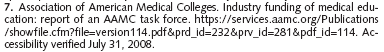 7. Association of American Medical Colleges. Industry funding of medical edu-
cation: report of an AAMC task force. https://services.aamc.org/Publications
/showfile.cfm?file=version114.pdf&prd_id=232&prv_id=281&pdf_id=114. Ac-
cessibility verified July 31, 2008.